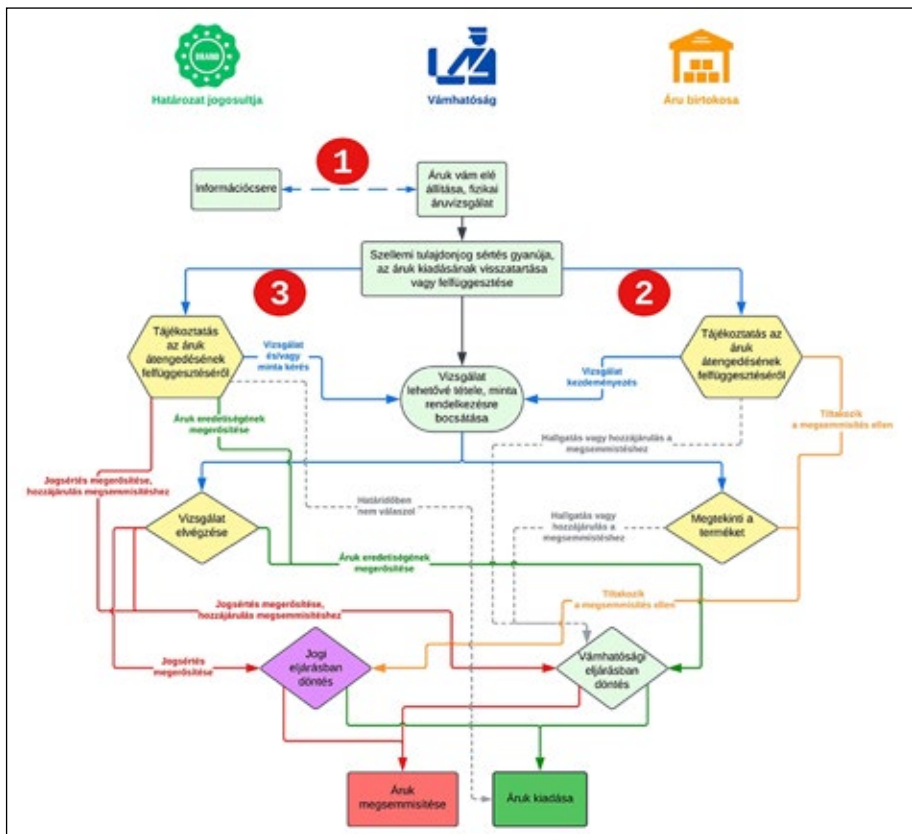 BRAND
Határozat jogosultja
Vámhatóság
Áru birtokosa
1
Információcsere
Áruk vám elé
állítása, fizikai
áruvizsgálat
Szellemi tulajdonjog sértés gyanúja,
az áruk kiadásának visszatartása
vagy felfüggesztése
3
2
Tájékoztatás
az áruk
átengedésének
felfüggesztéséről
Vizsgálat
és/vagy
minta kérés
Vizsgálat
lehetővé tétele, minta
rendelkezésre
bocsátása
Vizsgálat
kezdeményezés
Tájékoztatás az
áruk
átengedésének
felfüggesztéséről
Áruk eredetiségének
megerősítése
Tiltakozik
a megsemmisítés ellen
Hallgatás vagy hozzájárulás a
megsemmistéshez
Jogsértés megerősítése,
hozzájárulás megsemmisítéshez
Vizsgálat
elvégzése
Határidőben
nem válaszol
Hallgatás vagy
hozzájárulás a
megsemmistéshez
Megtekinti a
terméket
Áruk eredetiségének
megerősítése
Jogsértés megerősítése,
hozzájárulás megsemmisítéshez
Tiltakozik
a megsemmisítés ellen
Jogsértés
megerősítése
Jogi
eljárásban
döntés
Vámhatósági
eljárásban
döntés
Áruk
megsemmisítése
Áruk kiadása